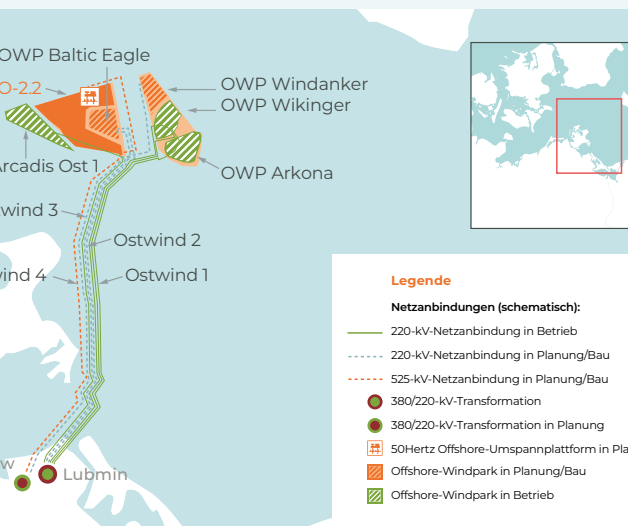 OWP Baltic Eagle
O-2.2
OWP Windanker
OWP Wikinger
Arcadis Ost 1
OWP Arkona
wind 3
Ostwind 2
wind 4
Ostwind 1
w
Lubmin
Legende
Netzanbindungen (schematisch):
220-kV-Netzanbindung in Betrieb
220-kV-Netzanbindung in Planung/Bau
525-kV-Netzanbindung in Planung/Bau
380/220-kV-Transformation
380/220-kV-Transformation in Planung
50Hertz Offshore-Umspannplattform in Pla
Offshore-Windpark in Planung/Bau
Offshore-Windpark in Betrieb